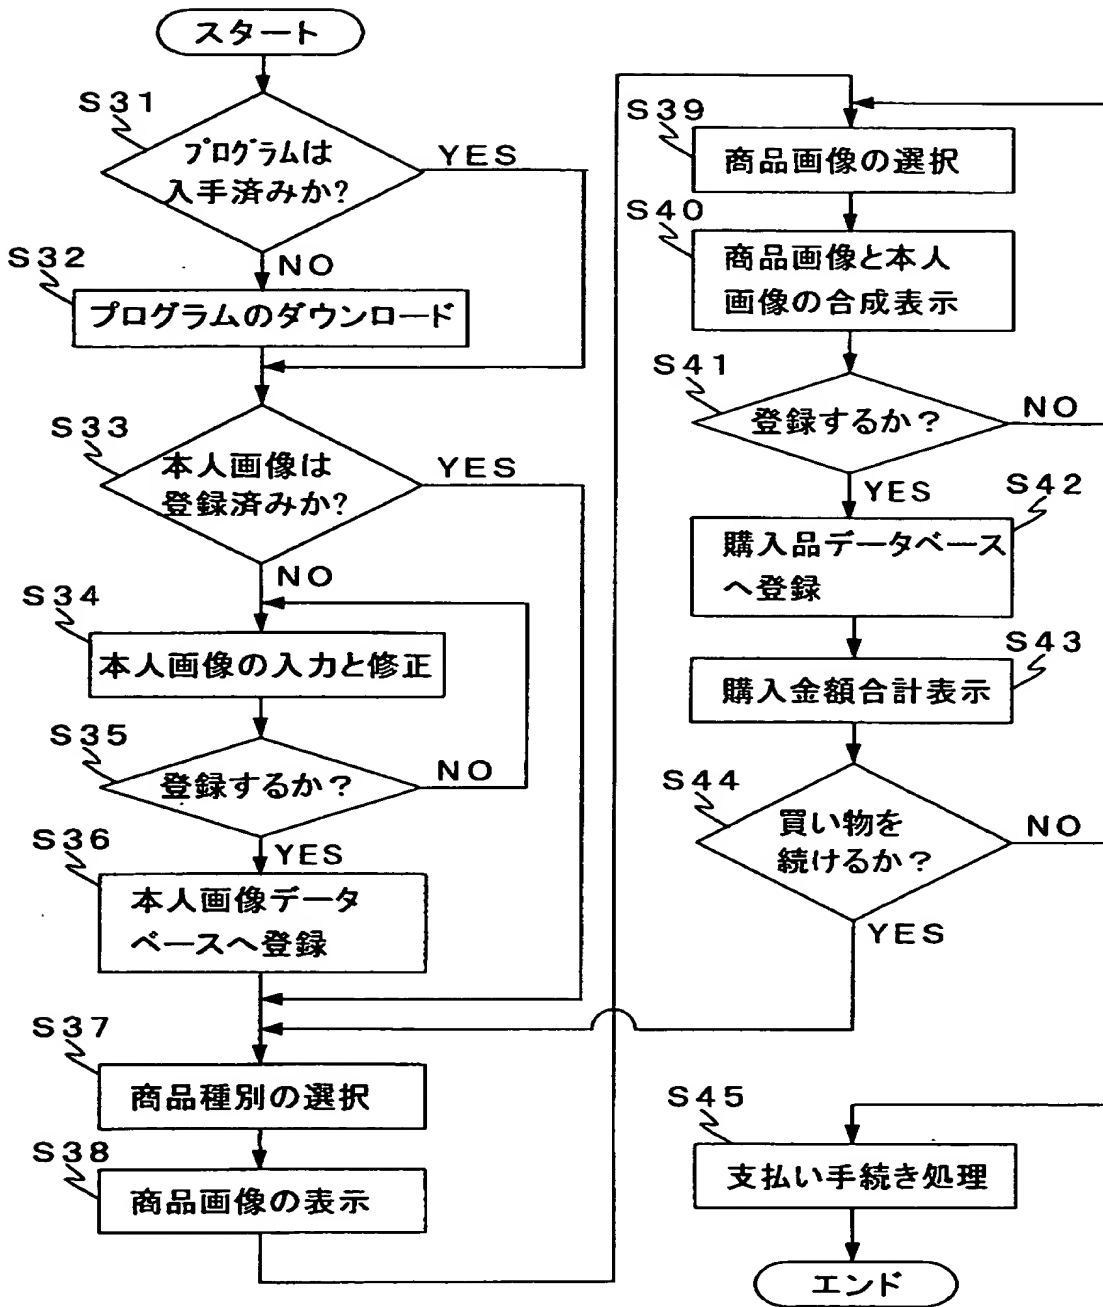 スタート
S31
プログラムは
入手済みか?
YES
S32
NO
プログラムのダウンロード
S33
本人画像は
登録済みか?
YES
NO
S34
本人画像の入力と修正
S35
登録するか?
NO
S36
YES
本人画像データ
ベースへ登録
S37
商品種別の選択
S38
商品画像の表示
S39
商品画像の選択
S40
商品画像と本人
画像の合成表示
S41
登録するか?
NO
YES
S42
購入品データベース
へ登録
S43
購入金額合計表示
S44
買い物を
続けるか?
NO
YES
S45
支払い手続き処理
エンド